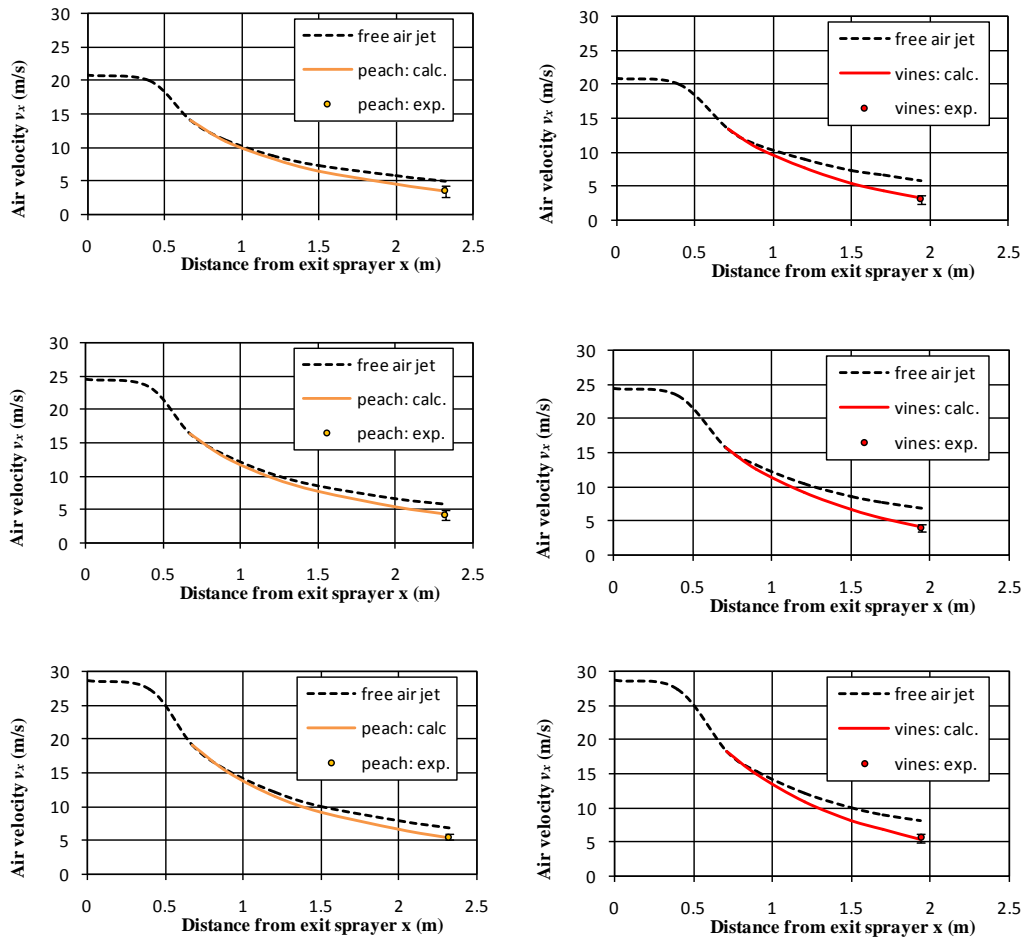 30
25
20
15
10
5
0
Air velocity vx (m/s)
free air jet
peach: calc.
peach: exp.
0 0.5 1 1.5 2 2.5
Distance from exit sprayer x (m)
30
25
20
15
10
5
0
Air velocity vx (m/s)
free air jet
vines: calc.
vines: exp.
0 0.5 1 1.5 2 2.5
Distance from exit sprayer x (m)
30
25
20
15
10
5
0
Air velocity vx (m/s)
free air jet
peach: calc.
peach: exp.
0 0.5 1 1.5 2 2.5
Distance from exit sprayer x (m)
30
25
20
15
10
5
0
Air velocity vx (m/s)
free air jet
vines: calc.
vines: exp.
0 0.5 1 1.5 2 2.5
Distance from exit sprayer x (m)
30
25
20
15
10
5
0
Air velocity vx (m/s)
free air jet
peach: calc
peach: exp.
0 0.5 1 1.5 2 2.5
Distance from exit sprayer x (m)
30
25
20
15
10
5
0
Air velocity vx (m/s)
free air jet
vines: calc.
vines: exp.
0 0.5 1 1.5 2 2.5
Distance from exit sprayer x (m)